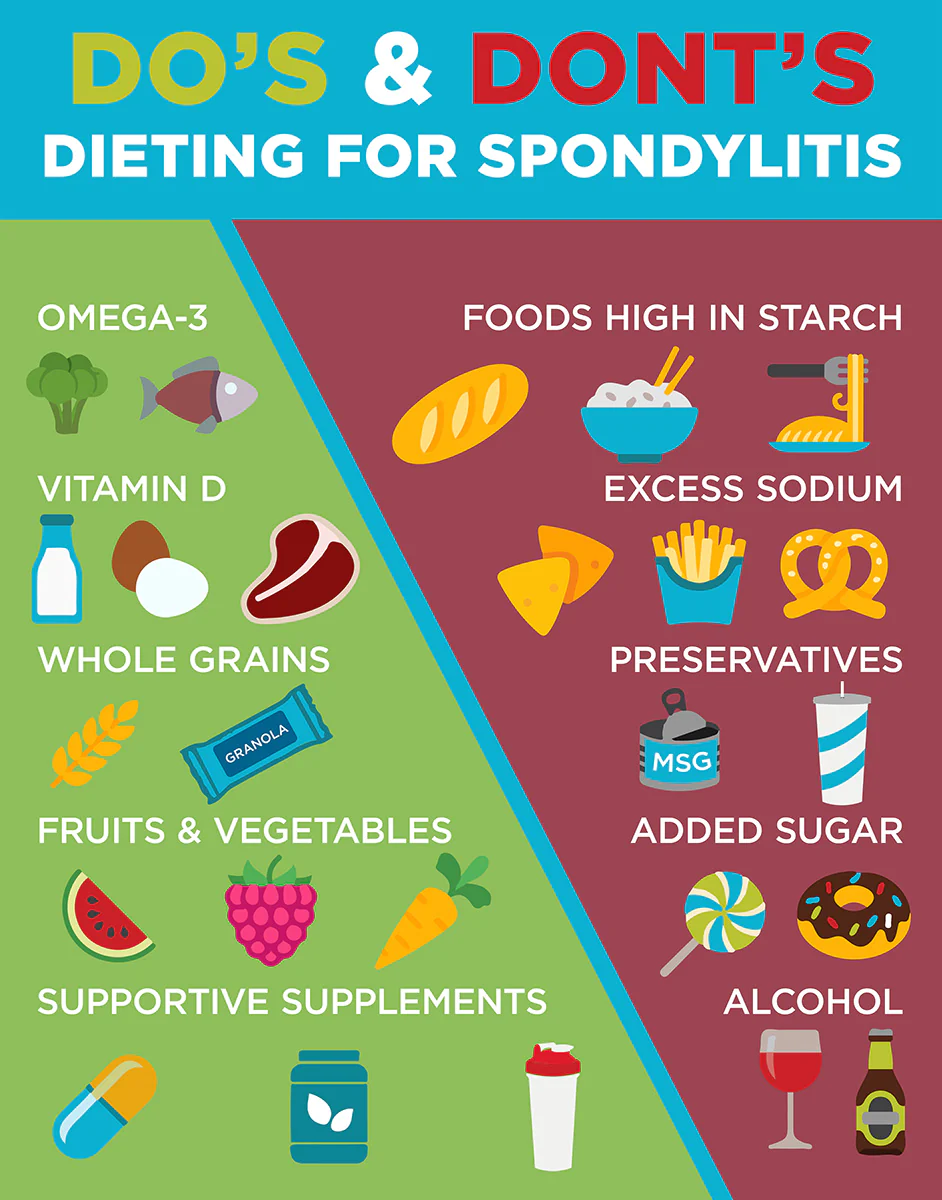 DO'S & DONT'S
DIETING FOR SPONDYLITIS
OMEGA-3
VITAMIN D
WHOLE GRAINS
GRANOLA
FRUITS & VEGETABLES
SUPPORTIVE SUPPLEMENTS
FOODS HIGH IN STARCH
EXCESS SODIUM
PRESERVATIVES
MSG
ADDED SUGAR
ALCOHOL